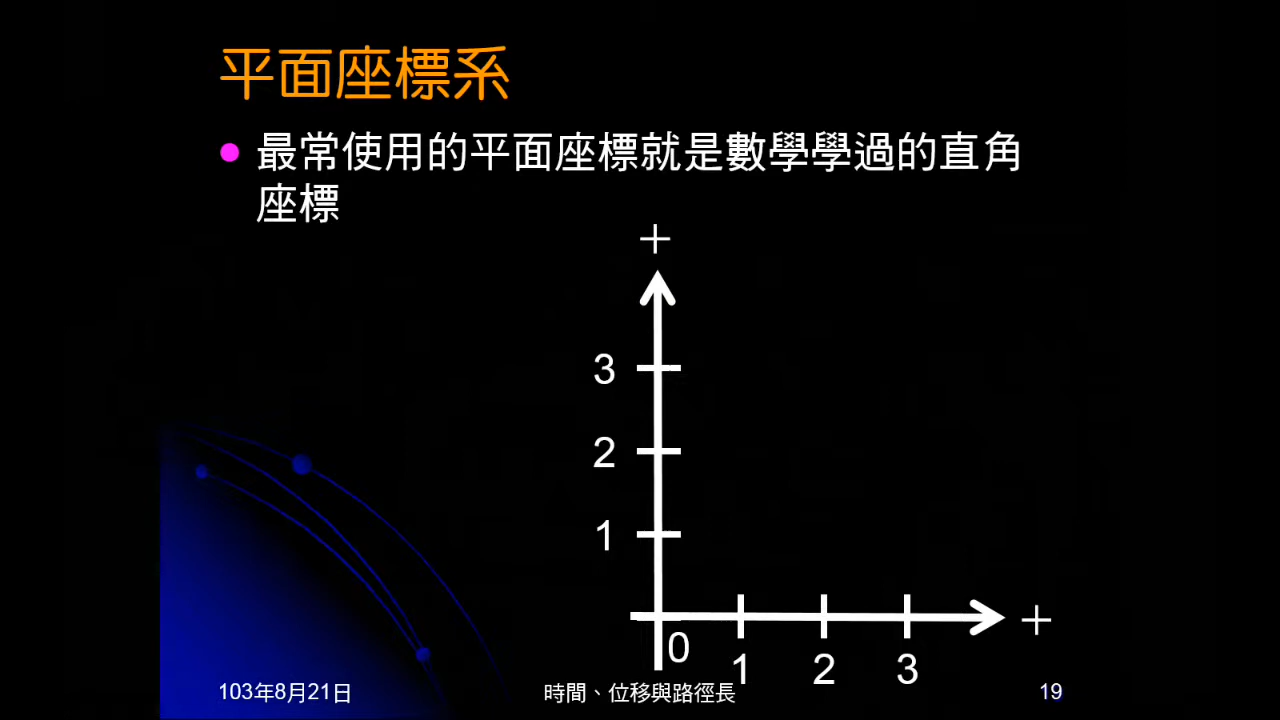 平面座標系
最常使用的平面座標就是數學學過的直角
座標
+
3
2
1
0
1
2
3
+
103年8月21日
時間、位移與路徑長
19